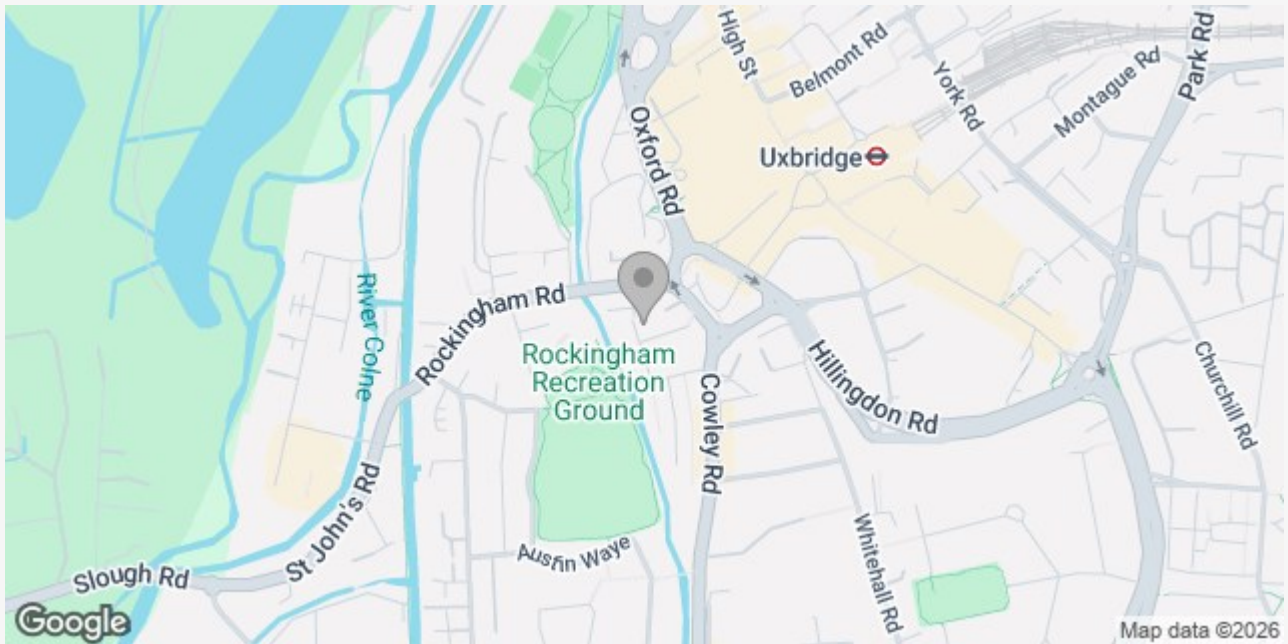 High St
Belmont Rd
York Rd
Montague Rd
Park Rd
Oxford Rd
Uxbridge
River Colne
Rockingham Rd
Rockingham
Recreation
Ground
Cowley Rd
Hillingdon Rd
Churchill Rd
St John's Rd
Austin Waye
Whitehall Rd
Slough Rd
Google
Map data ©2026